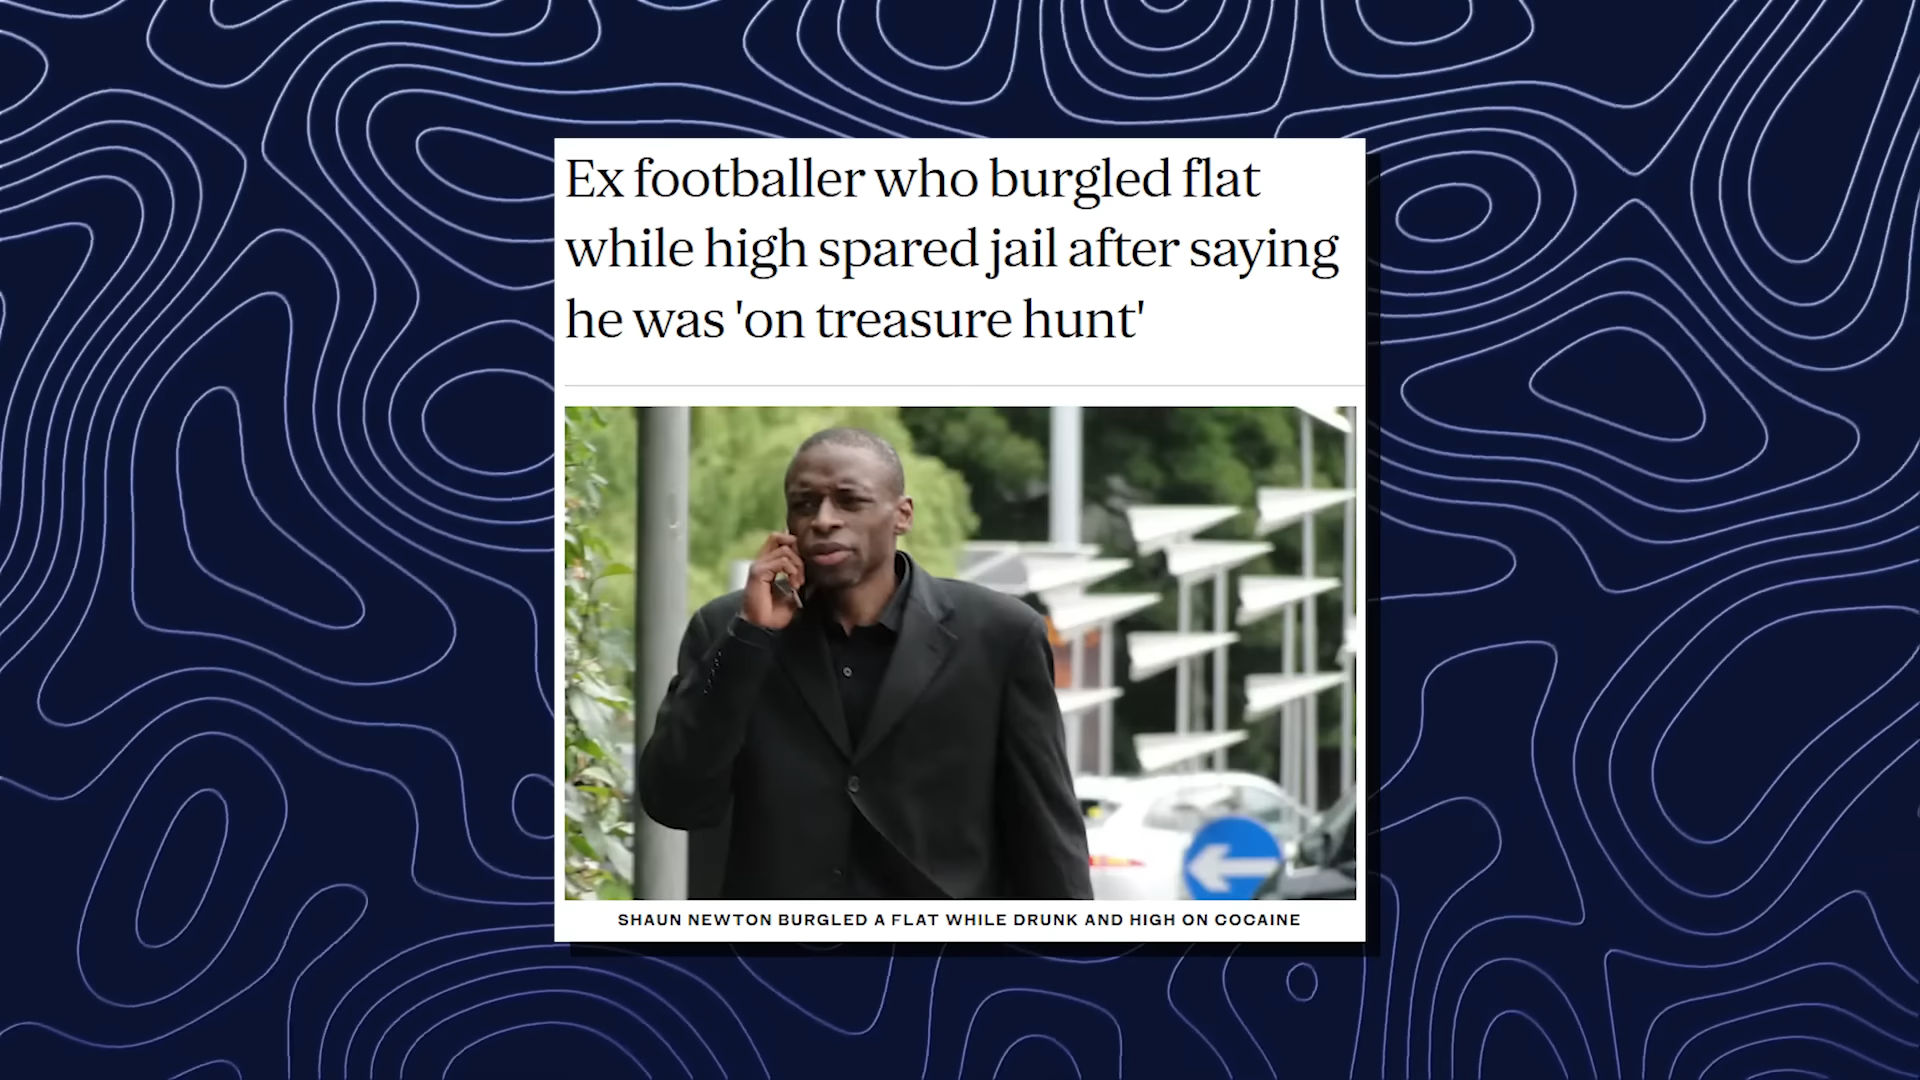 Ex footballer who burgled flat
while high spared jail after saying
he was 'on treasure hunt'
SHAUN NEWTON BURGLED A FLAT WHILE DRUNK AND HIGH ON COCAINE